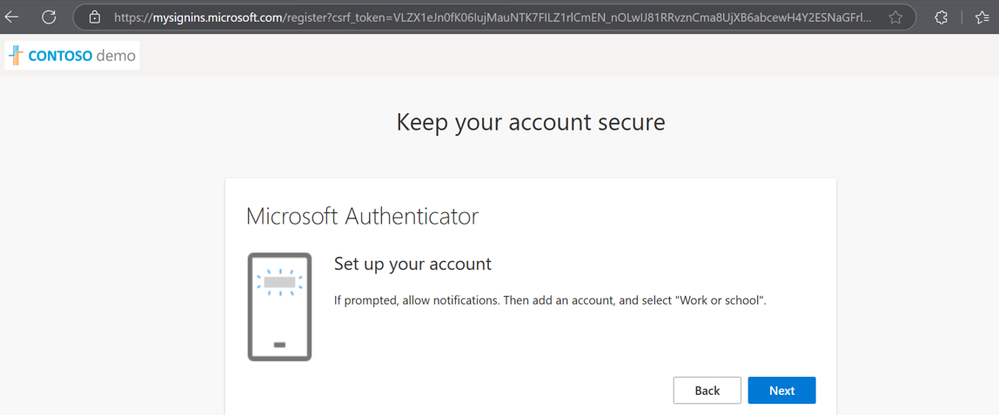 https://mysignins.microsoft.com/register?csrf_token=VLZX1eJn0fK06IujMauNTK7FILZ1rlCmEN_nOLwIJ81RRvznCma8UjXB6abcewH4Y2ESNaGFrl...
CONTOSO demo
Keep your account secure
Microsoft Authenticator
Set up your account
If prompted, allow notifications. Then add an account, and select "Work or school".
Back
Next